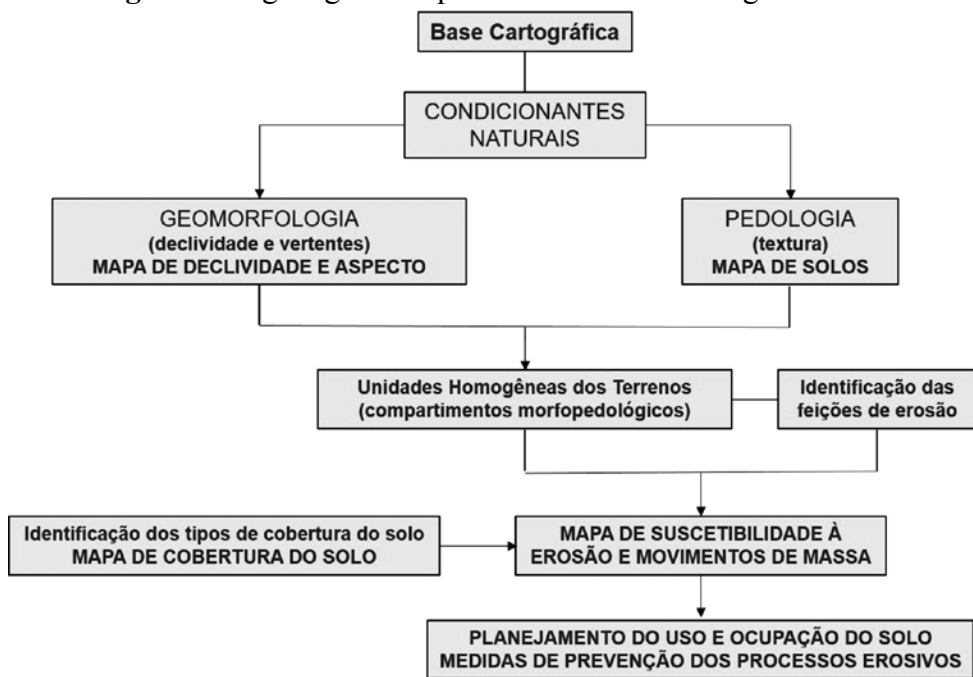 Base Cartográfica
CONDICIONANTES
NATURAIS
GEOMORFOLOGIA
(declividade e vertentes)
MAPA DE DECLIVIDADE E ASPECTO
PEDOLOGIA
(textura)
MAPA DE SOLOS
Unidades Homogêneas dos Terrenos
(compartimentos morfopedológicos)
Identificação das
feições de erosão
Identificação dos tipos de cobertura do solo
MAPA DE COBERTURA DO SOLO
MAPA DE SUSCETIBILIDADE À
EROSÃO E MOVIMENTOS DE MASSA
PLANEJAMENTO DO USO E OCUPAÇÃO DO SOLO
MEDIDAS DE PREVENÇÃO DOS PROCESSOS EROSIVOS